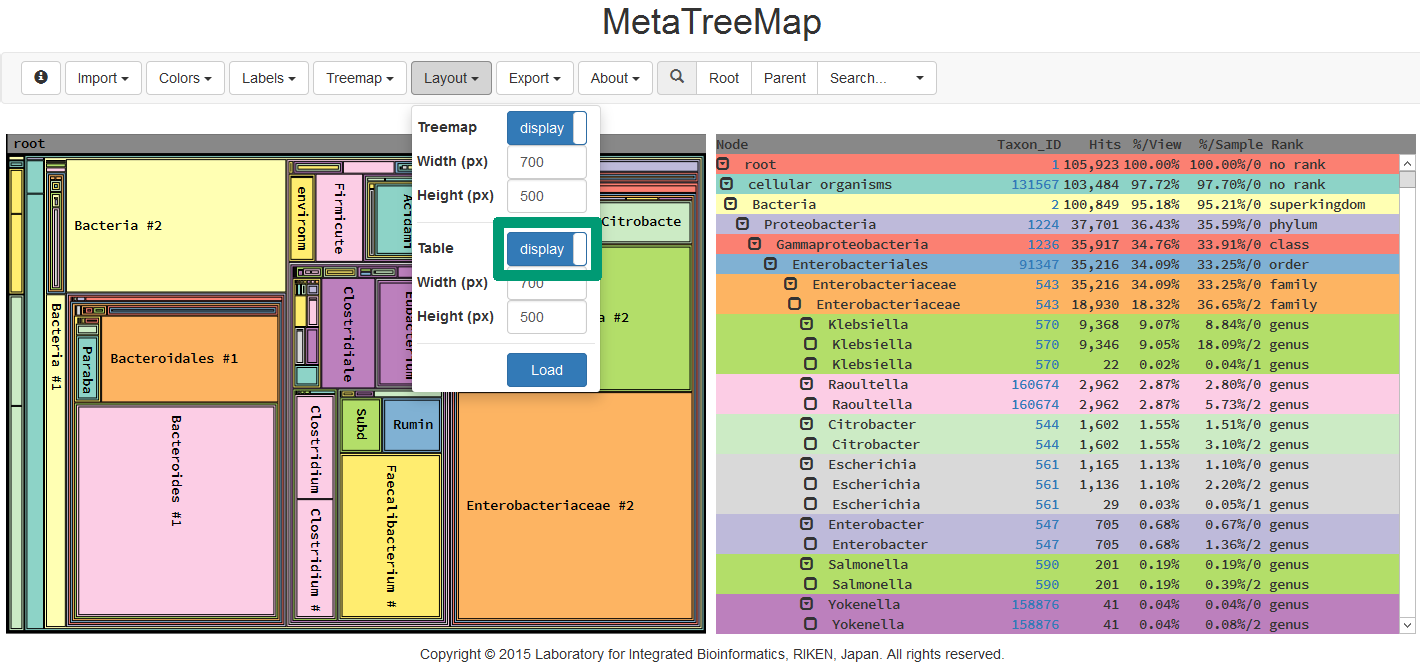 MetaTreeMap
Import Colors Labels Treemap Layout Export About Root Parent Search...
Treemap display
Width (px) 700
Height (px) 500
Table display
Width (px) 700
Height (px) 500
Load
root
Bacteria #2
Bacteria #1
Paraba
Bacteroidales #1
Bacteroides #1
environm
Firmicute
Acidami
Clostridiale
Eubacterium
Clostridium
Clostridium #
Subd
Rumin
Faecalibacterium #
Citrobacte
a #2
Enterobacteriaceae #2
Node Taxon_ID Hits %/View %/Sample Rank
root 1 105,923 100.00% 100.00%/0 no rank
cellular organisms 131567 103,484 97.72% 97.70%/0 no rank
Bacteria 2 100,849 95.18% 95.21%/0 superkingdom
Proteobacteria 1224 37,701 36.43% 35.59%/0 phylum
Gammaproteobacteria 1236 35,917 34.76% 33.91%/0 class
Enterobacteriales 91347 35,216 34.09% 33.25%/0 order
Enterobacteriaceae 543 35,216 34.09% 33.25%/0 family
Enterobacteriaceae 543 18,930 18.32% 36.65%/2 family
Klebsiella 570 9,368 9.07% 8.84%/0 genus
Klebsiella 570 9,346 9.05% 18.09%/2 genus
Klebsiella 570 22 0.02% 0.04%/1 genus
Raoultella 160674 2,962 2.87% 2.80%/0 genus
Raoultella 160674 2,962 2.87% 5.73%/2 genus
Citrobacter 544 1,602 1.55% 1.51%/0 genus
Citrobacter 544 1,602 1.55% 3.10%/2 genus
Escherichia 561 1,165 1.13% 1.10%/0 genus
Escherichia 561 1,136 1.10% 2.20%/2 genus
Escherichia 561 29 0.03% 0.05%/1 genus
Enterobacter 547 705 0.68% 0.67%/0 genus
Enterobacter 547 705 0.68% 1.36%/2 genus
Salmonella 590 201 0.19% 0.19%/0 genus
Salmonella 590 201 0.19% 0.39%/2 genus
Yokenella 158876 41 0.04% 0.04%/0 genus
Yokenella 158876 41 0.04% 0.08%/2 genus
Copyright © 2015 Laboratory for Integrated Bioinformatics, RIKEN, Japan. All rights reserved.